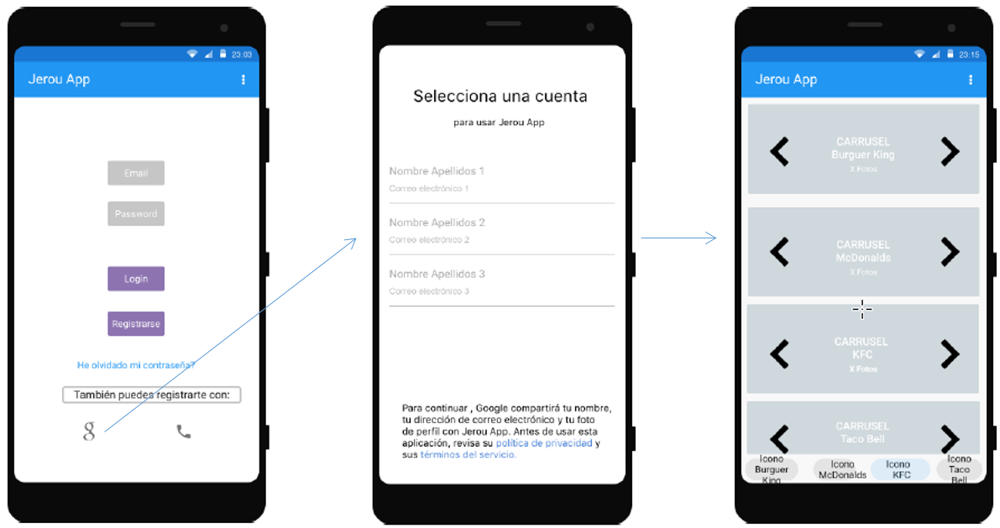 23:03
Jerou App
Email
Password
Login
Registrarse
He olvidado mi contraseña?
También puedes registrarte con:
g
Selecciona una cuenta
para usar Jerou App
Nombre Apellidos 1
Correo electrónico 1
Nombre Apellidos 2
Correo electrónico 2
Nombre Apellidos 3
Correo electrónico 3
Para continuar , Google compartirá tu nombre,
tu dirección de correo electrónico y tu foto
de perfil con Jerou App. Antes de usar esta
aplicación, revisa su política de privacidad y
sus términos del servicio.
23:15
Jerou App
CARRUSEL
Burguer King
X Fotos
CARRUSEL
McDonalds
X Fotos
CARRUSEL
KFC
X Fotos
CARRUSEL
Taco Bell
Icono
Burguer
King
Icono
McDonalds
Icono
KFC
Icono
Taco
Bell